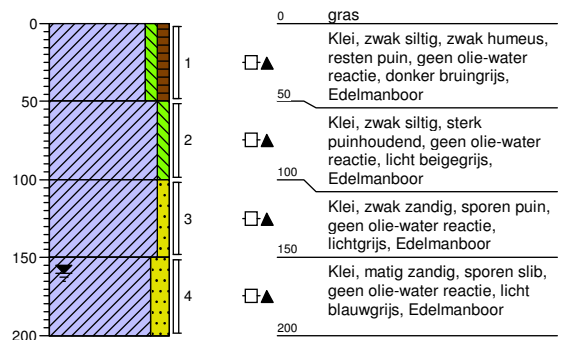 0
50
100
150
200
1
2
3
4
0 gras
Klei, zwak siltig, zwak humeus,
resten puin, geen olie-water
reactie, donker bruingrijs,
Edelmanboor
50
Klei, zwak siltig, sterk
puinhoudend, geen olie-water
reactie, licht beigegrijs,
Edelmanboor
100
Klei, zwak zandig, sporen puin,
geen olie-water reactie,
lichtgrijs, Edelmanboor
150
Klei, matig zandig, sporen slib,
geen olie-water reactie, licht
blauwgrijs, Edelmanboor
200